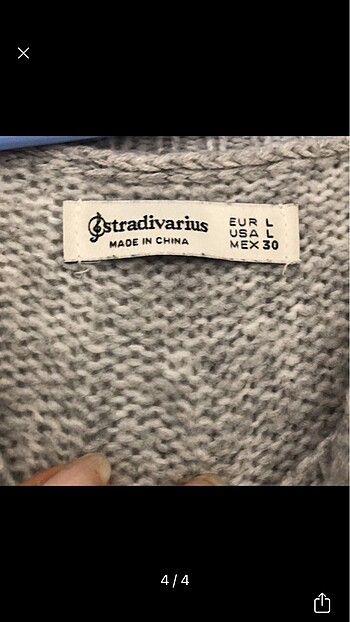 stradivarius
MADE IN CHINA
EUR L
USA L
MEX 30
4/4